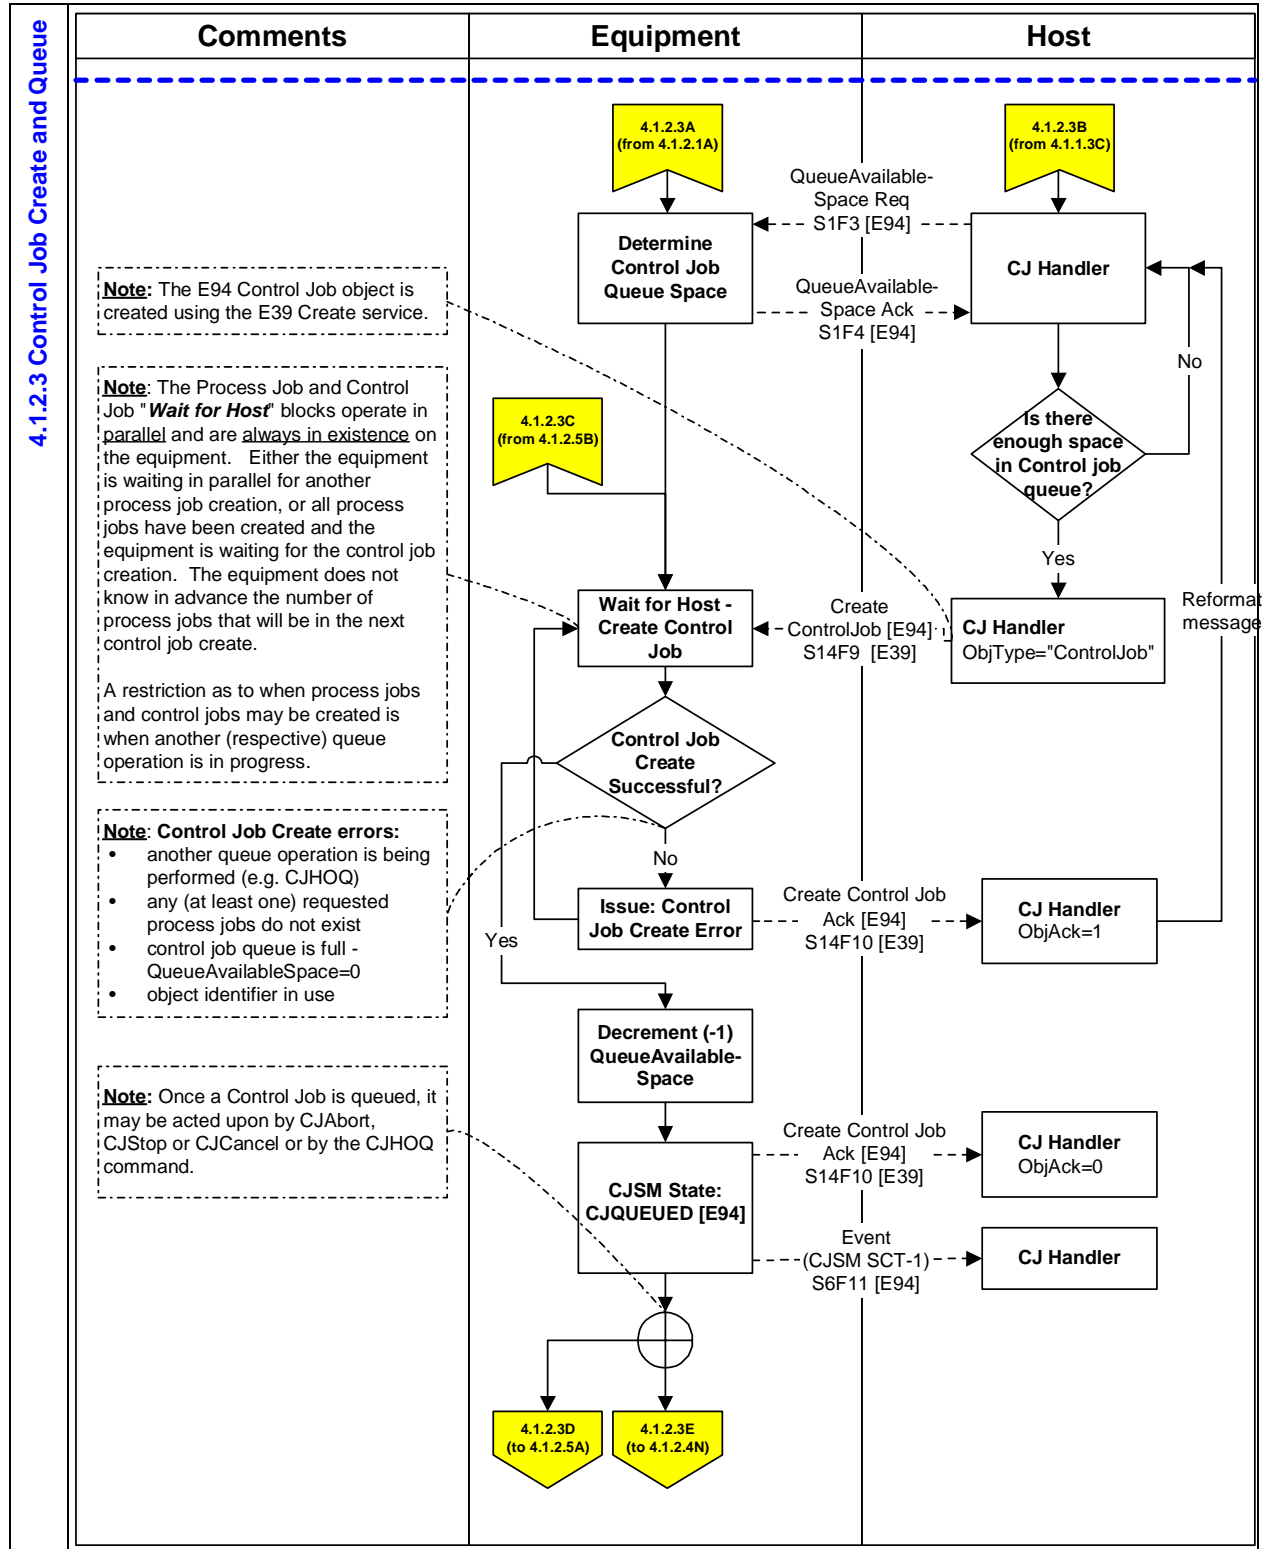 4.1.2.3 Control Job Create and Queue
Comments
Equipment
Host
4.1.2.3A
(from 4.1.2.1A)
4.1.2.3B
(from 4.1.1.3C)
QueueAvailable-
Space Req
S1F3 [E94]
Determine
Control Job
Queue Space
CJ Handler
QueueAvailable-
Space Ack
S1F4 [E94]
Note: The E94 Control Job object is
created using the E39 Create service.
No
Note: The Process Job and Control
Job "Wait for Host" blocks operate in
parallel and are always in existence on
the equipment. Either the equipment
is waiting in parallel for another
process job creation, or all process
jobs have been created and the
equipment is waiting for the control job
creation. The equipment does not
know in advance the number of
process jobs that will be in the next
control job create.
A restriction as to when process jobs
and control jobs may be created is
when another (respective) queue
operation is in progress.
4.1.2.3C
(from 4.1.2.5B)
Is there
enough space
in Control job
queue?
Yes
Wait for Host -
Create Control
Job
Create
ControlJob [E94]
S14F9 [E39]
CJ Handler
ObjType="ControlJob"
Reformat
message
Control Job
Create
Successful?
Note: Control Job Create errors:
• another queue operation is being
performed (e.g. CJHOQ)
• any (at least one) requested
process jobs do not exist
• control job queue is full -
QueueAvailableSpace=0
• object identifier in use
No
Yes
Issue: Control
Job Create Error
Create Control Job
Ack [E94]
S14F10 [E39]
CJ Handler
ObjAck=1
Decrement (-1)
QueueAvailable-
Space
Note: Once a Control Job is queued, it
may be acted upon by CJAbort,
CJStop or CJCancel or by the CJHOQ
command.
CJSM State:
CJQUEUED [E94]
Create Control Job
Ack [E94]
S14F10 [E39]
CJ Handler
ObjAck=0
Event
(CJSM SCT-1)
S6F11 [E94]
CJ Handler
4.1.2.3D
(to 4.1.2.5A)
4.1.2.3E
(to 4.1.2.4N)